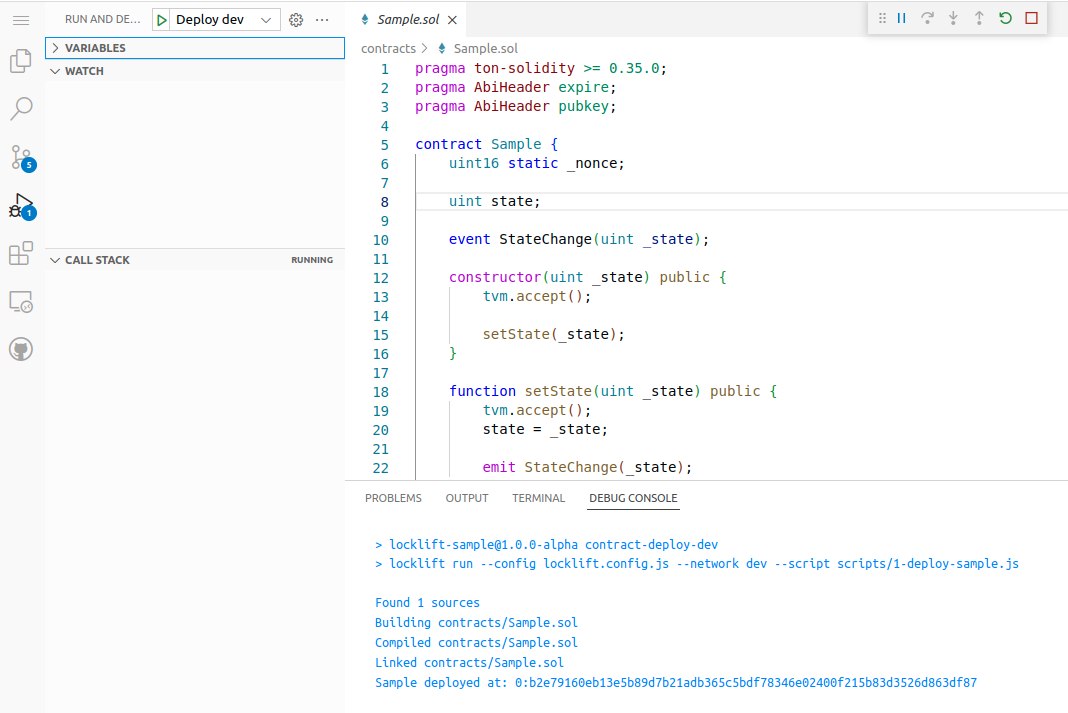 RUN AND DE... Deploy dev ...
VARIABLES
WATCH
CALL STACK RUNNING
5
1
Sample.sol
contracts > Sample.sol
1 pragma ton-solidity >= 0.35.0;
2 pragma AbiHeader expire;
3 pragma AbiHeader pubkey;
4
5 contract Sample {
6 uint16 static _nonce;
7
8 uint state;
9
10 event StateChange(uint _state);
11
12 constructor(uint _state) public {
13 tvm.accept();
14
15 setState(_state);
16 }
17
18 function setState(uint _state) public {
19 tvm.accept();
20 state = _state;
21
22 emit StateChange(_state);
PROBLEMS OUTPUT TERMINAL DEBUG CONSOLE
> locklift-sample@1.0.0-alpha contract-deploy-dev
> locklift run --config locklift.config.js --network dev --script scripts/1-deploy-sample.js
Found 1 sources
Building contracts/Sample.sol
Compiled contracts/Sample.sol
Linked contracts/Sample.sol
Sample deployed at: 0:b2e79160eb13e5b89d7b21adb365c5bdf78346e02400f215b83d3526d863df87